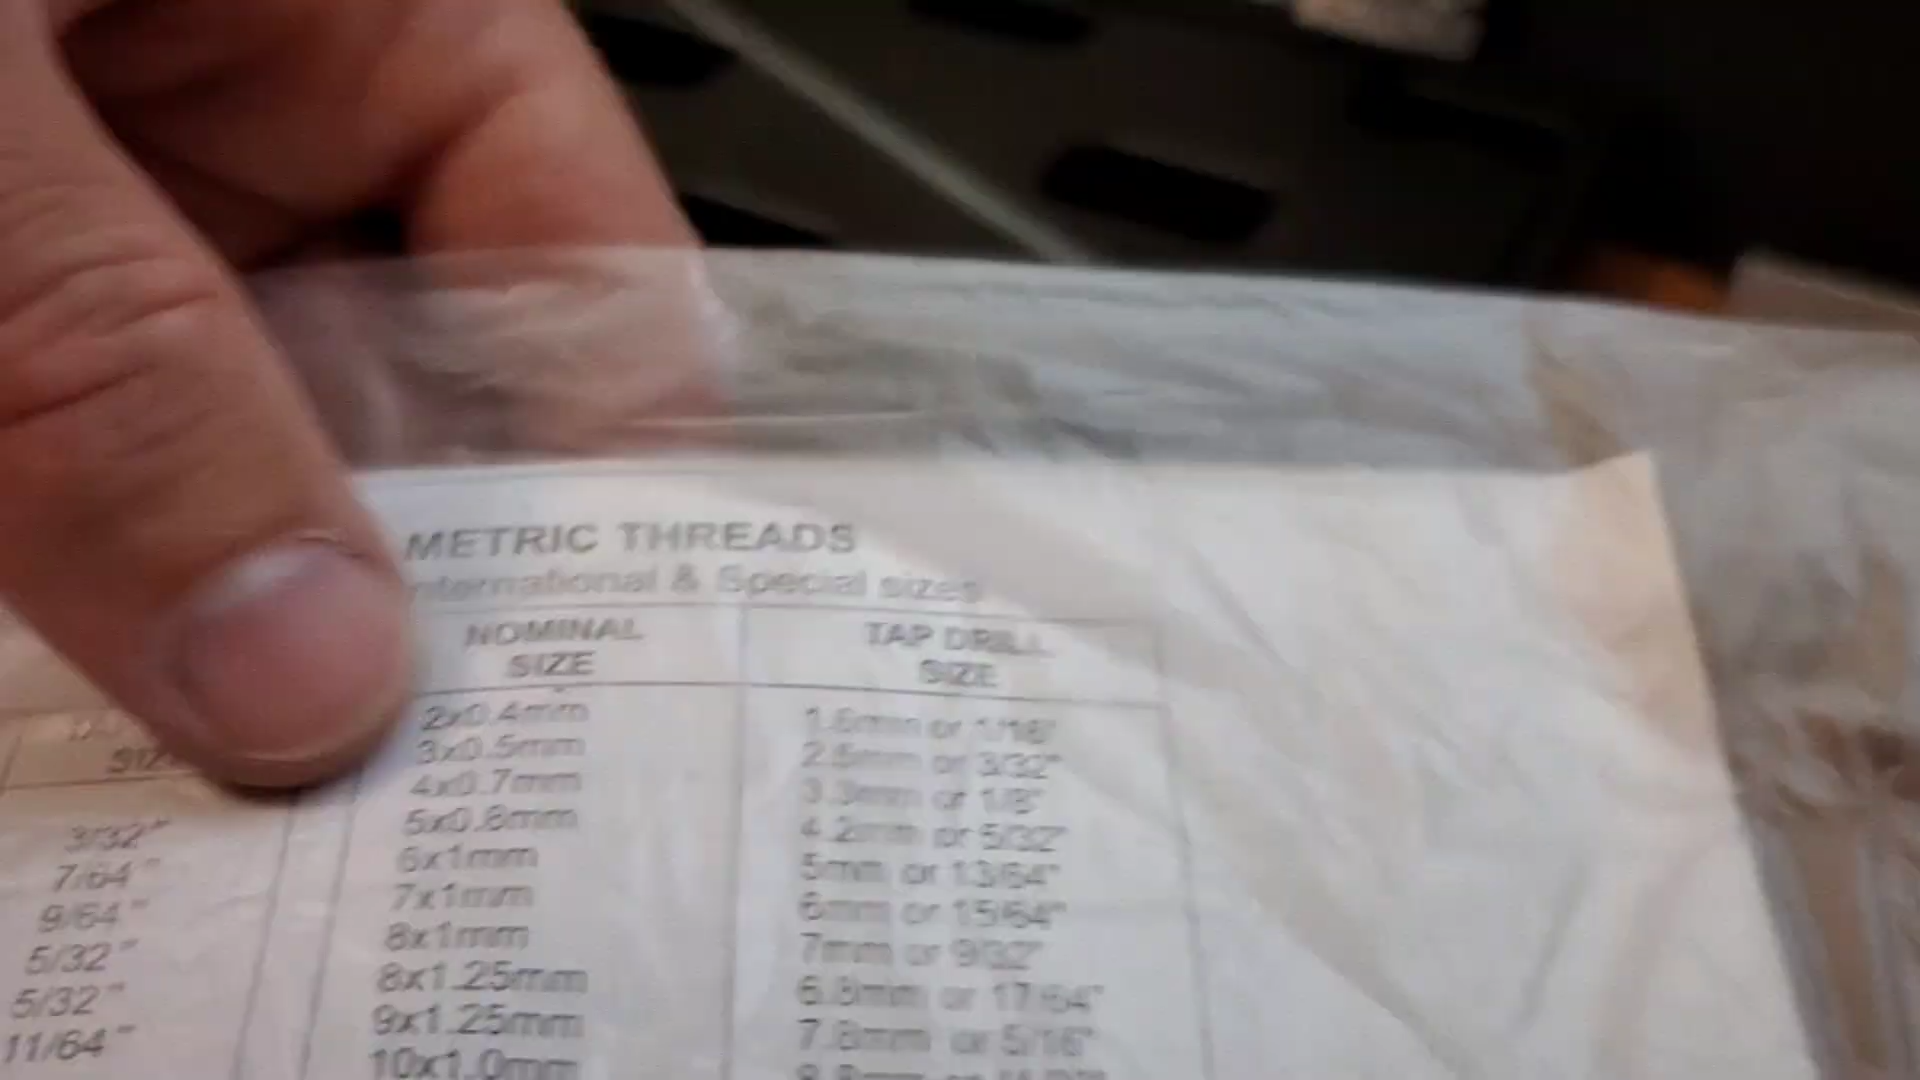 METRIC THREADS
International & Special sizes
NOMINAL SIZE TAP DRILL SIZE
2x0.4mm 1.6mm or 1/16"
3x0.5mm 2.5mm or 3/32"
4x0.7mm 3.3mm or 1/8"
5x0.8mm 4.2mm or 5/32"
6x1mm 5mm or 13/64"
7x1mm 6mm or 15/64"
8x1mm 7mm or 9/32"
8x1.25mm 6.8mm or 17/64"
9x1.25mm 7.8mm or 5/16"
10x1.0mm
3/32"
7/64"
9/64"
5/32"
5/32"
11/64"